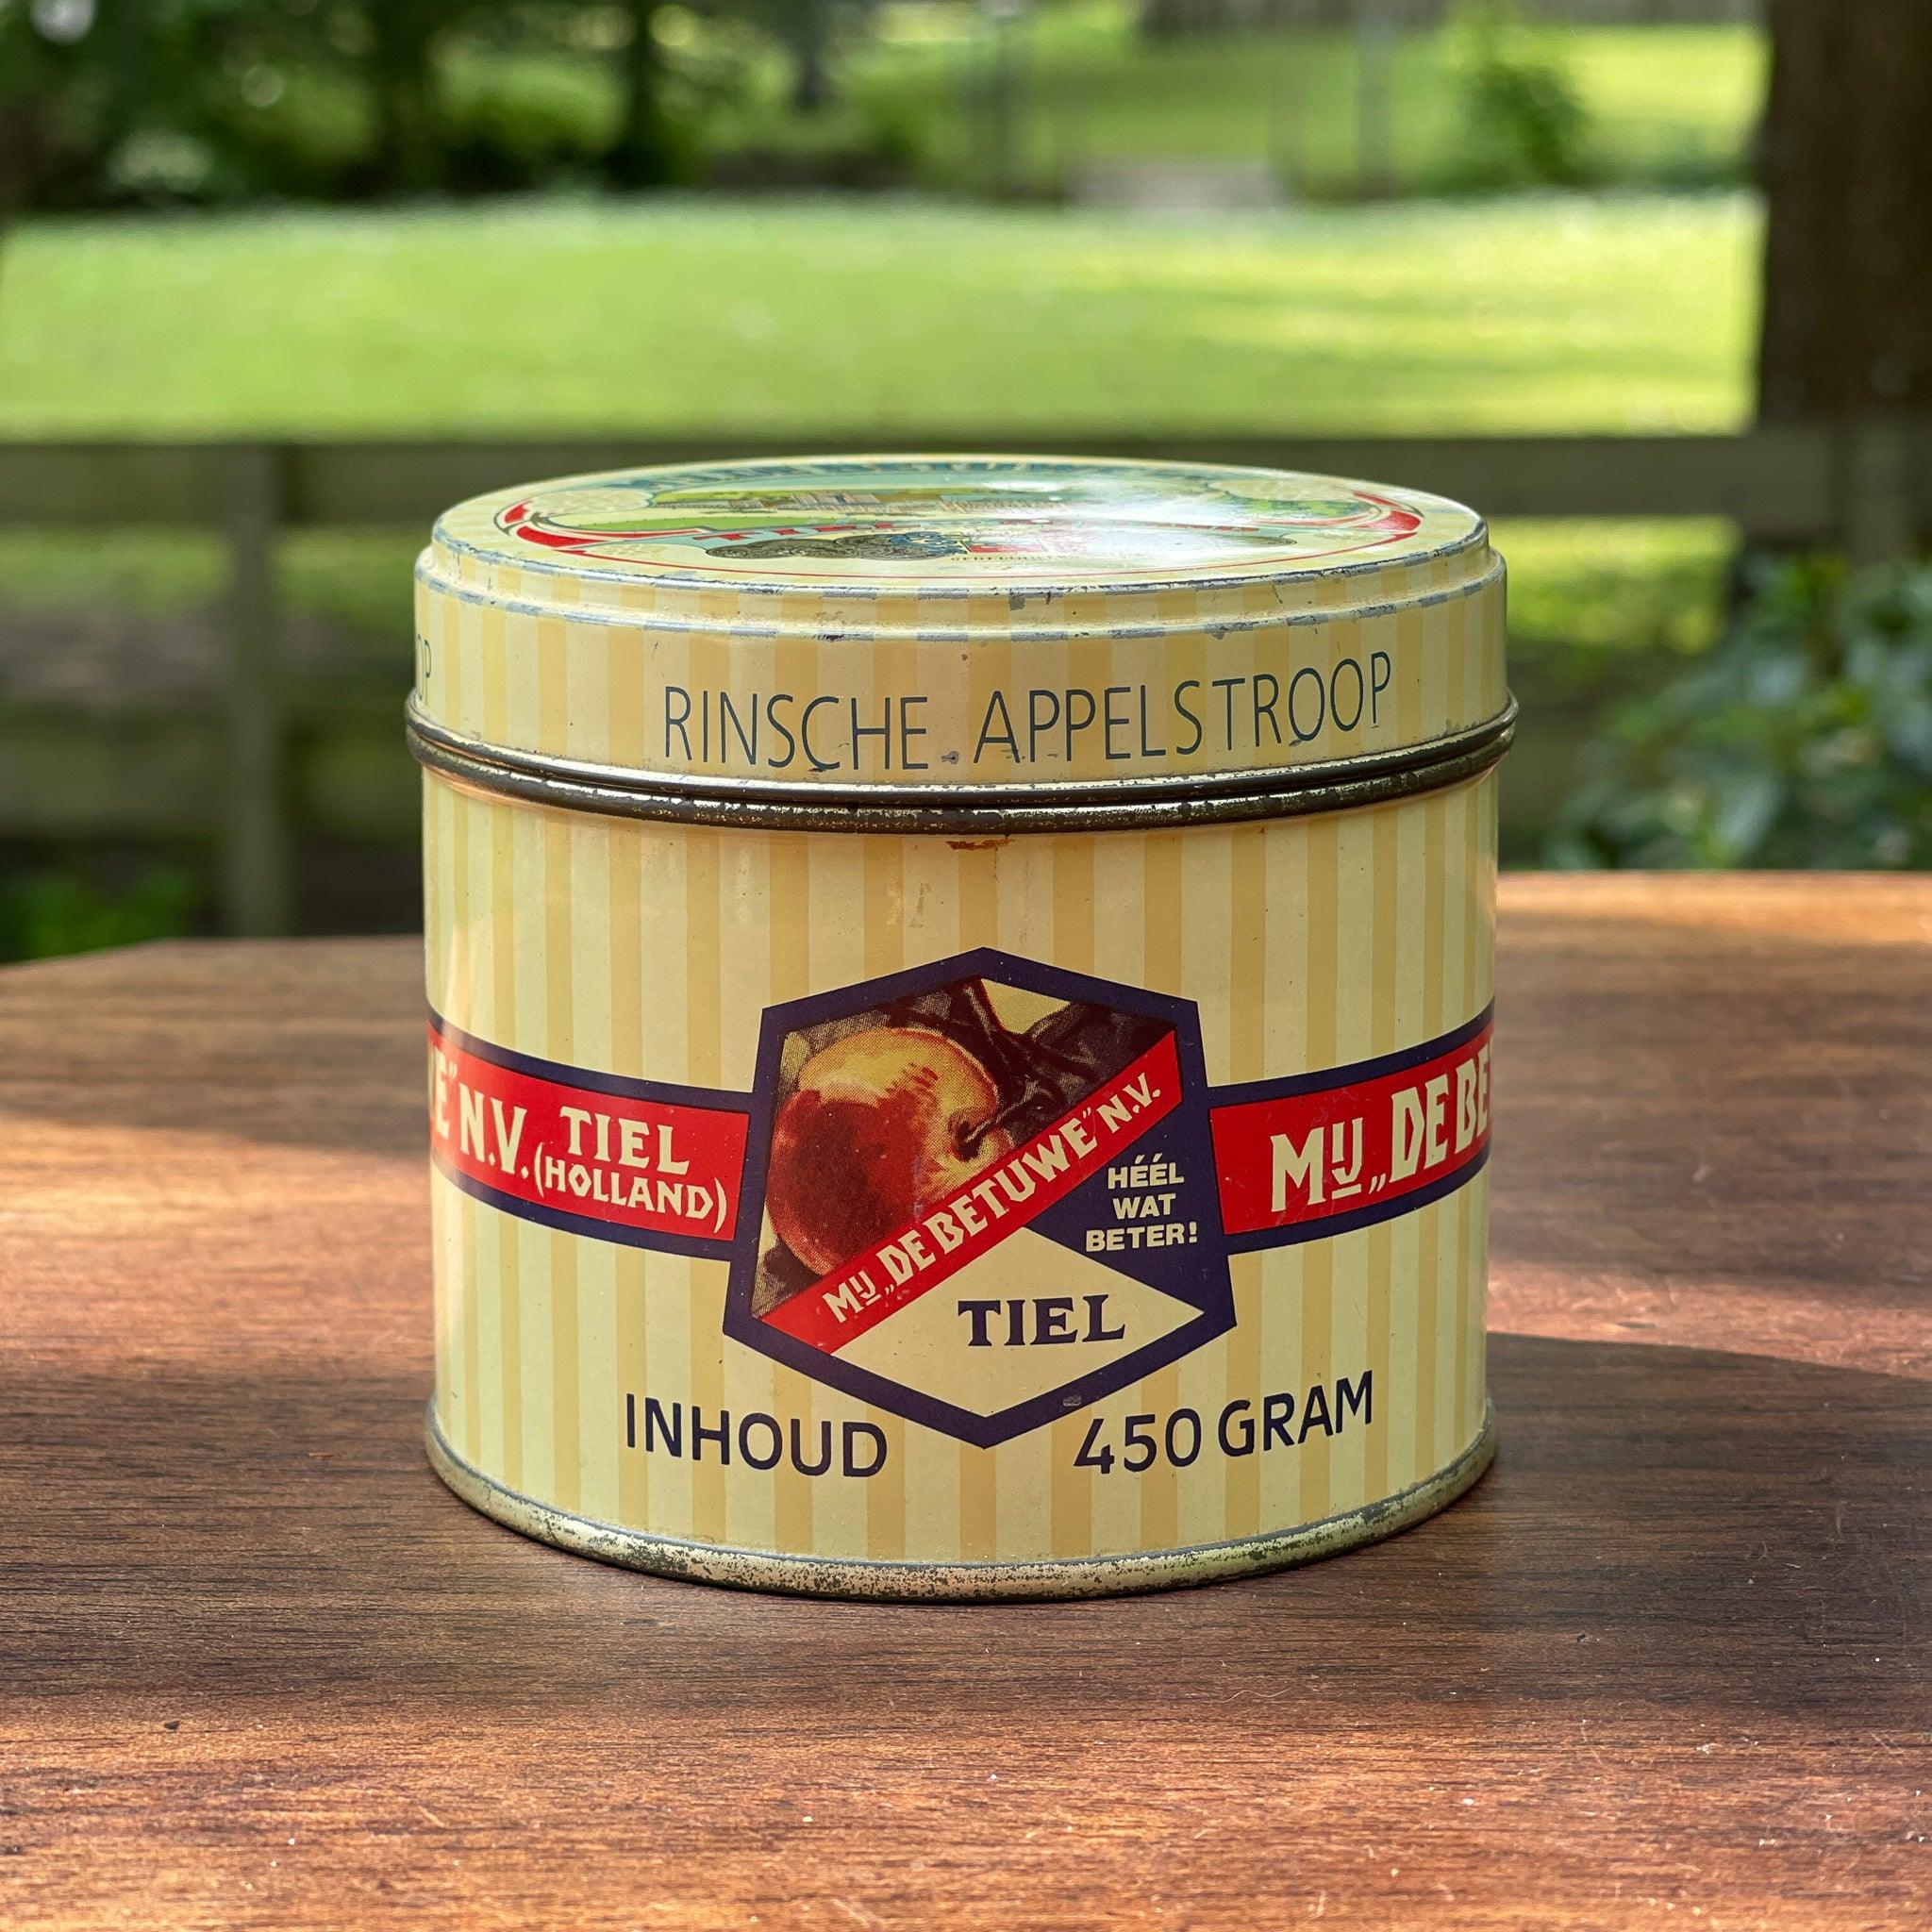 RINSCHE APPELSTROOP
N.V. TIEL
(HOLLAND)
MIJ „DE BETUWE” N.V.
HÉÉL
WAT
BETER!
TIEL
MIJ „DE BE
INHOUD 450 GRAM